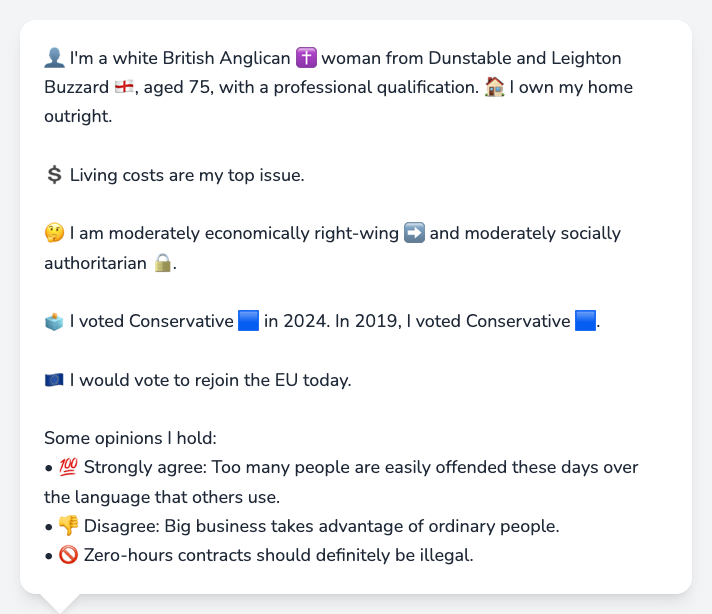 👤 I'm a white British Anglican ✝️ woman from Dunstable and Leighton
Buzzard 🏴󠁧󠁢󠁥󠁮󠁧󠁿, aged 75, with a professional qualification. 🏠 I own my home
outright.
💲 Living costs are my top issue.
🤔 I am moderately economically right-wing ➡️ and moderately socially
authoritarian 🔒.
🗳️ I voted Conservative 🟦 in 2024. In 2019, I voted Conservative 🟦.
🇪🇺 I would vote to rejoin the EU today.
Some opinions I hold:
• 💯 Strongly agree: Too many people are easily offended these days over
the language that others use.
• 👎 Disagree: Big business takes advantage of ordinary people.
• 🚫 Zero-hours contracts should definitely be illegal.